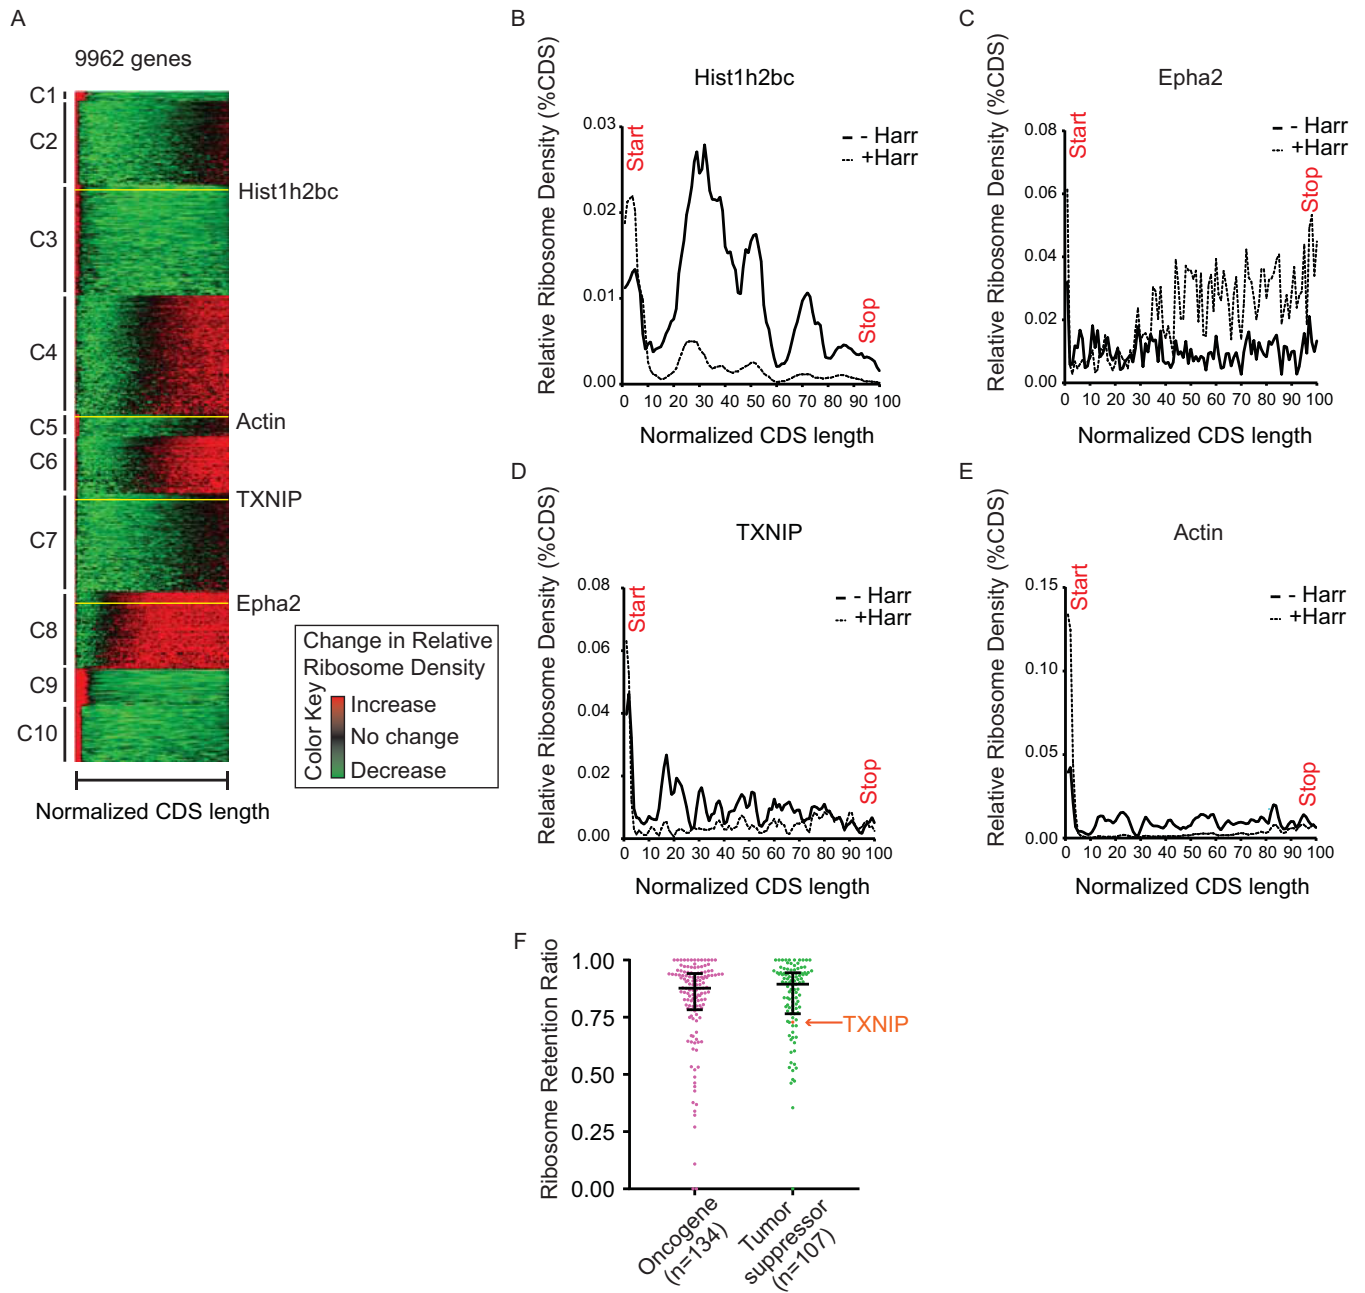 A
9962 genes
C1
C2
C3
C4
C5
C6
C7
C8
C9
C10
Hist1h2bc
Actin
TXNIP
Epha2
Normalized CDS length
Change in Relative
Ribosome Density
Color Key
Increase
No change
Decrease
B
Hist1h2bc
Relative Ribosome Density (%CDS)
0.03
0.02
0.01
0.00
Start
Stop
- Harr
+Harr
0 10 20 30 40 50 60 70 80 90 100
Normalized CDS length
C
Epha2
Relative Ribosome Density (%CDS)
0.08
0.06
0.04
0.02
0.00
Start
Stop
- Harr
+Harr
0 10 20 30 40 50 60 70 80 90 100
Normalized CDS length
D
TXNIP
Relative Ribosome Density (%CDS)
0.08
0.06
0.04
0.02
0.00
Start
Stop
- Harr
+Harr
0 10 20 30 40 50 60 70 80 90 100
Normalized CDS length
E
Actin
Relative Ribosome Density (%CDS)
0.15
0.10
0.05
0.00
Start
Stop
- Harr
+Harr
0 10 20 30 40 50 60 70 80 90 100
Normalized CDS length
F
Ribosome Retention Ratio
1.00
0.75
0.50
0.25
0.00
TXNIP
Oncogene
(n=134)
Tumor
suppressor
(n=107)